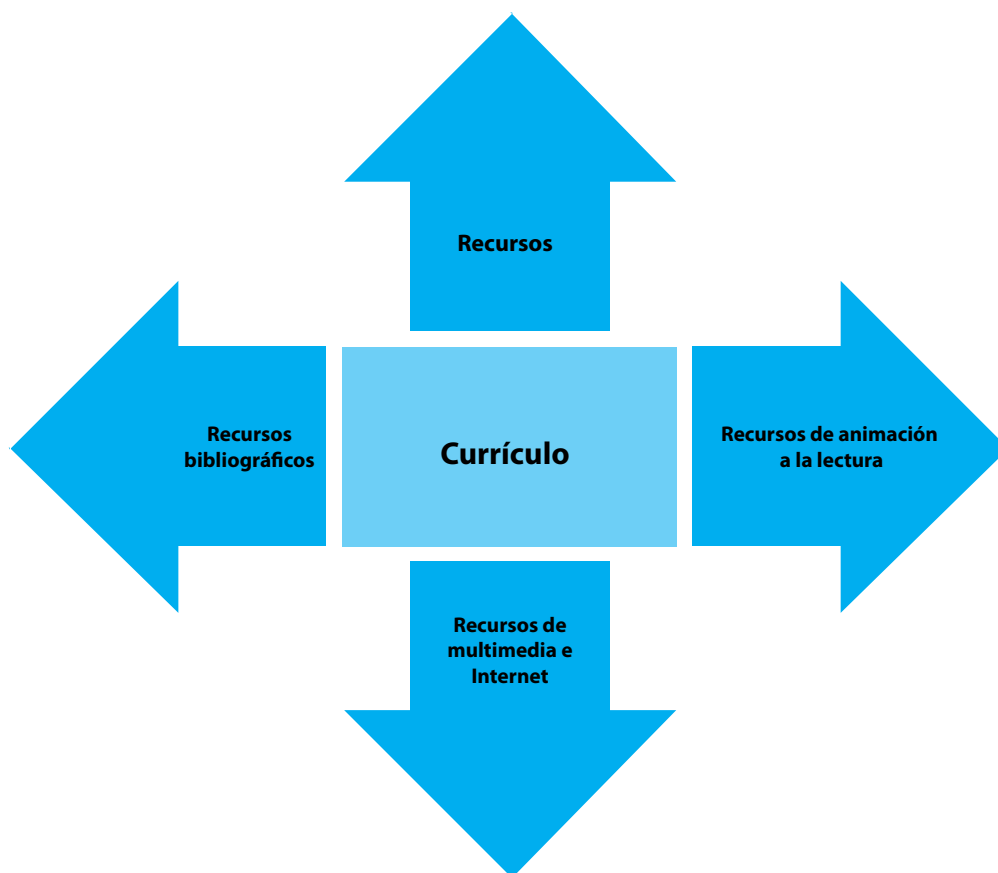 Recursos
Recursos
bibliográficos
Currículo
Recursos de animación
a la lectura
Recursos de
multimedia e
Internet